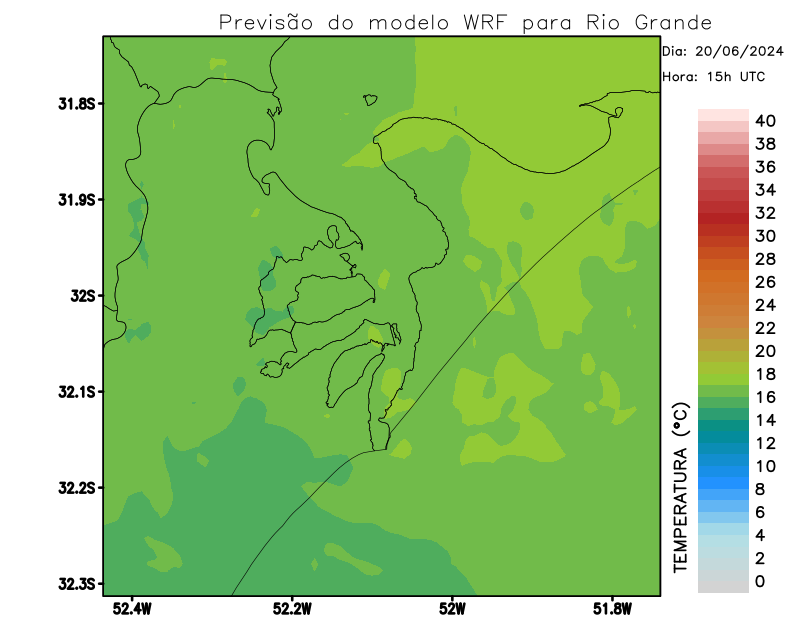 Previsão do modelo WRF para Rio Grande
Dia: 20/06/2024
Hora: 15h UTC
31.8S
31.9S
32S
32.1S
32.2S
32.3S
52.4W
52.2W
52W
51.8W
TEMPERATURA (°C)
40
38
36
34
32
30
28
26
24
22
20
18
16
14
12
10
8
6
4
2
0